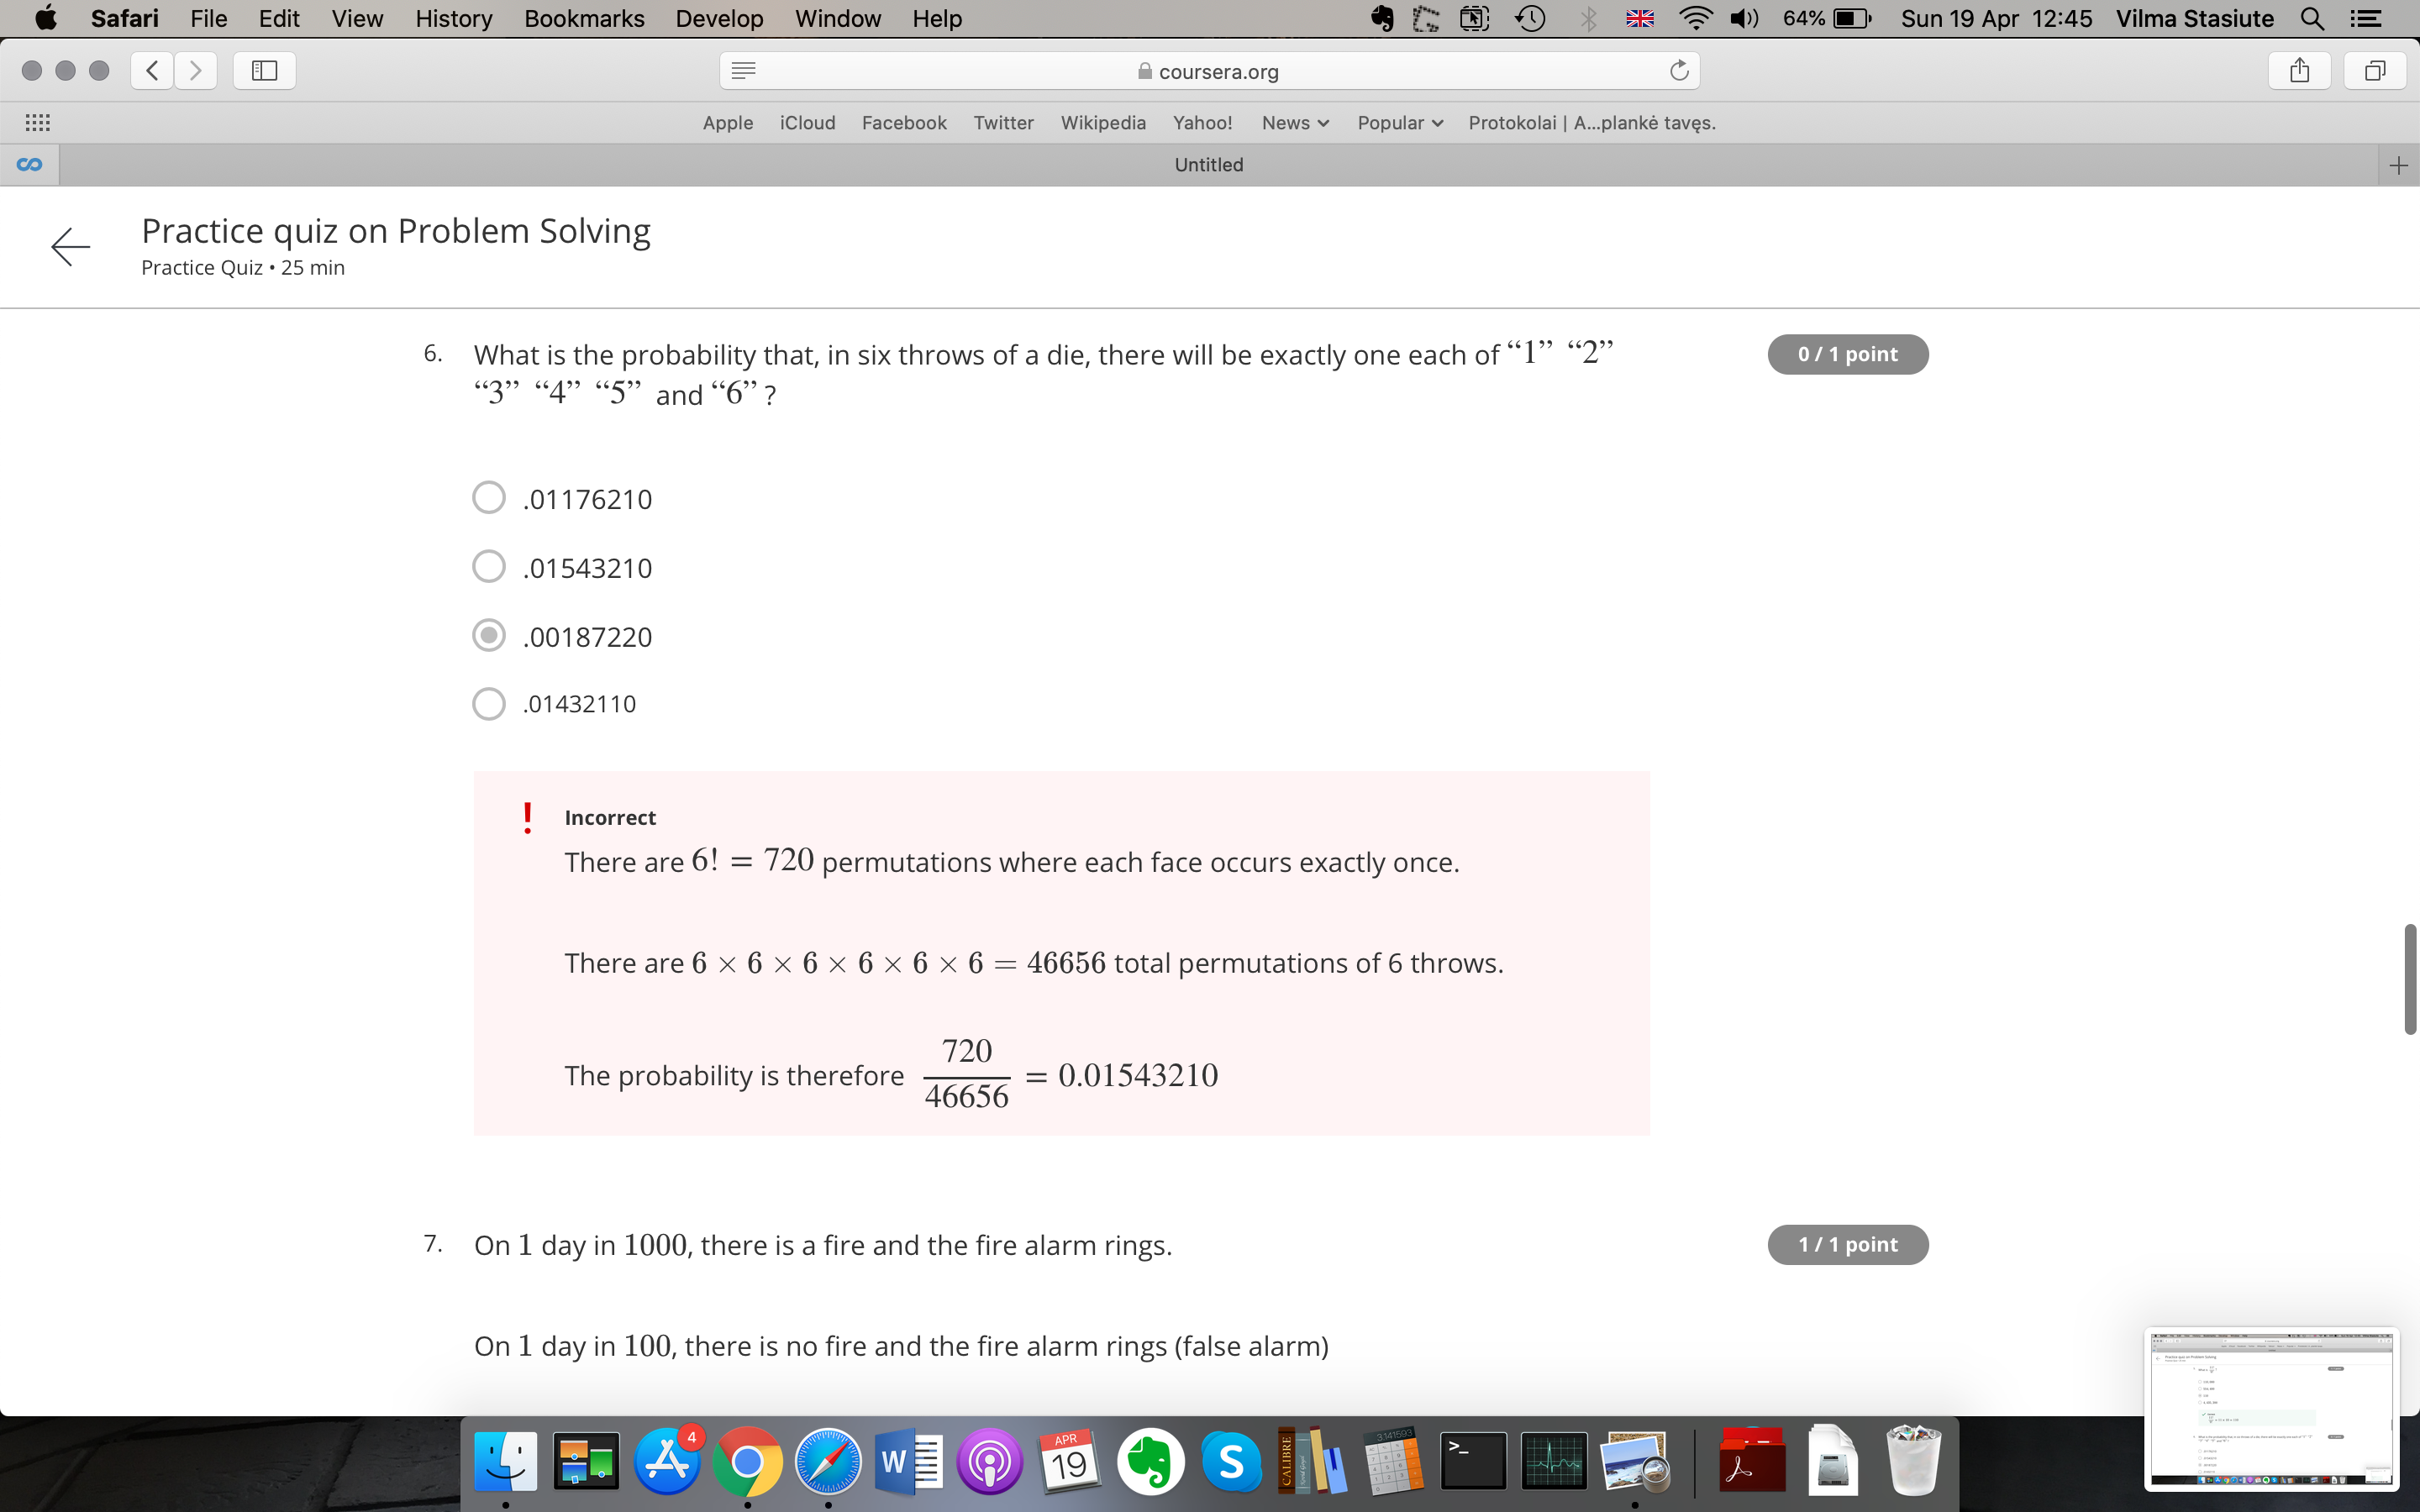 Safari File Edit View History Bookmarks Develop Window Help 64% Sun 19 Apr 12:45 Vilma Stasiute
coursera.org
Apple iCloud Facebook Twitter Wikipedia Yahoo! News Popular Protokolai | A...plankė tavęs.
Untitled
Practice quiz on Problem Solving
Practice Quiz • 25 min
6. What is the probability that, in six throws of a die, there will be exactly one each of “1” “2” 0 / 1 point
“3” “4” “5” and “6” ?
.01176210
.01543210
.00187220
.01432110
! Incorrect
There are 6! = 720 permutations where each face occurs exactly once.
There are 6 × 6 × 6 × 6 × 6 × 6 = 46656 total permutations of 6 throws.
The probability is therefore 720/46656 = 0.01543210
7. On 1 day in 1000, there is a fire and the fire alarm rings. 1 / 1 point
On 1 day in 100, there is no fire and the fire alarm rings (false alarm)
4
W
APR
19
S
CALIBRE
3.141593
>_